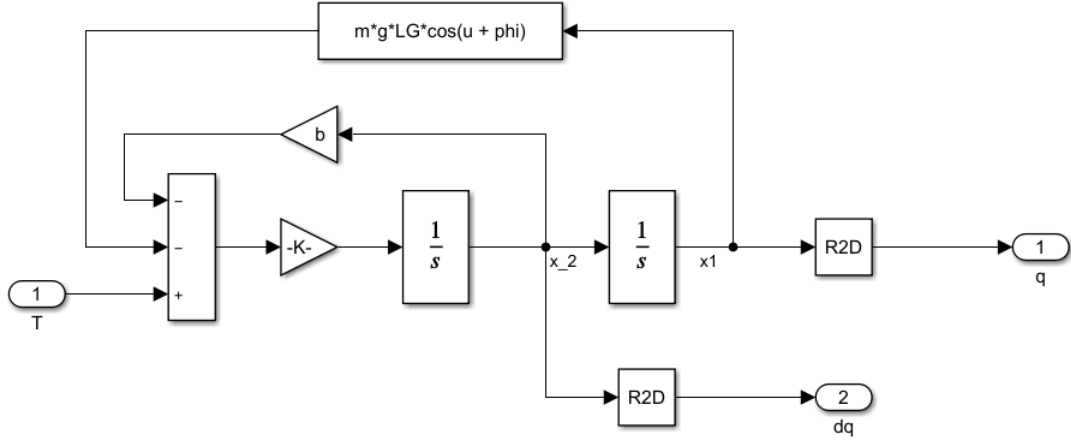 m*g*LG*cos(u + phi)
b
−
−
+
-K-
1
s
x_2
1
s
x1
R2D
1
q
1
T
R2D
2
dq